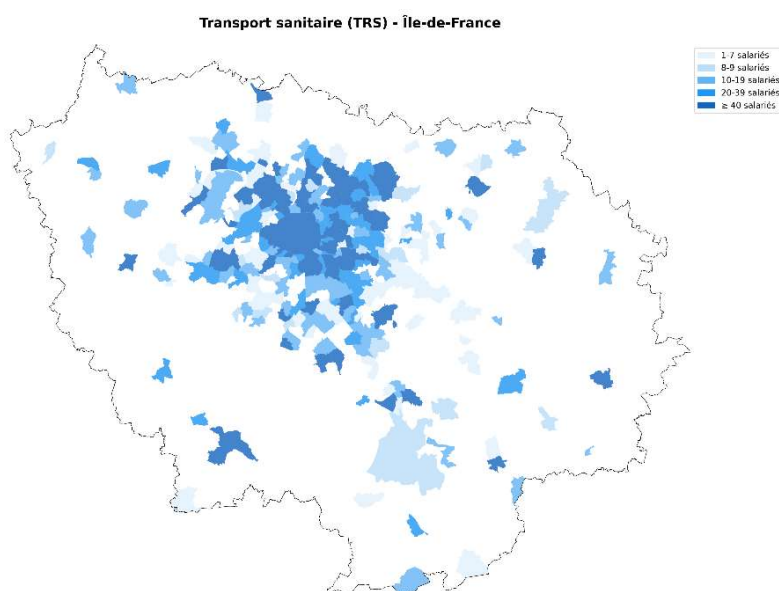 Transport sanitaire (TRS) - Île-de-France
1-7 salariés
8-9 salariés
10-19 salariés
20-39 salariés
≥ 40 salariés